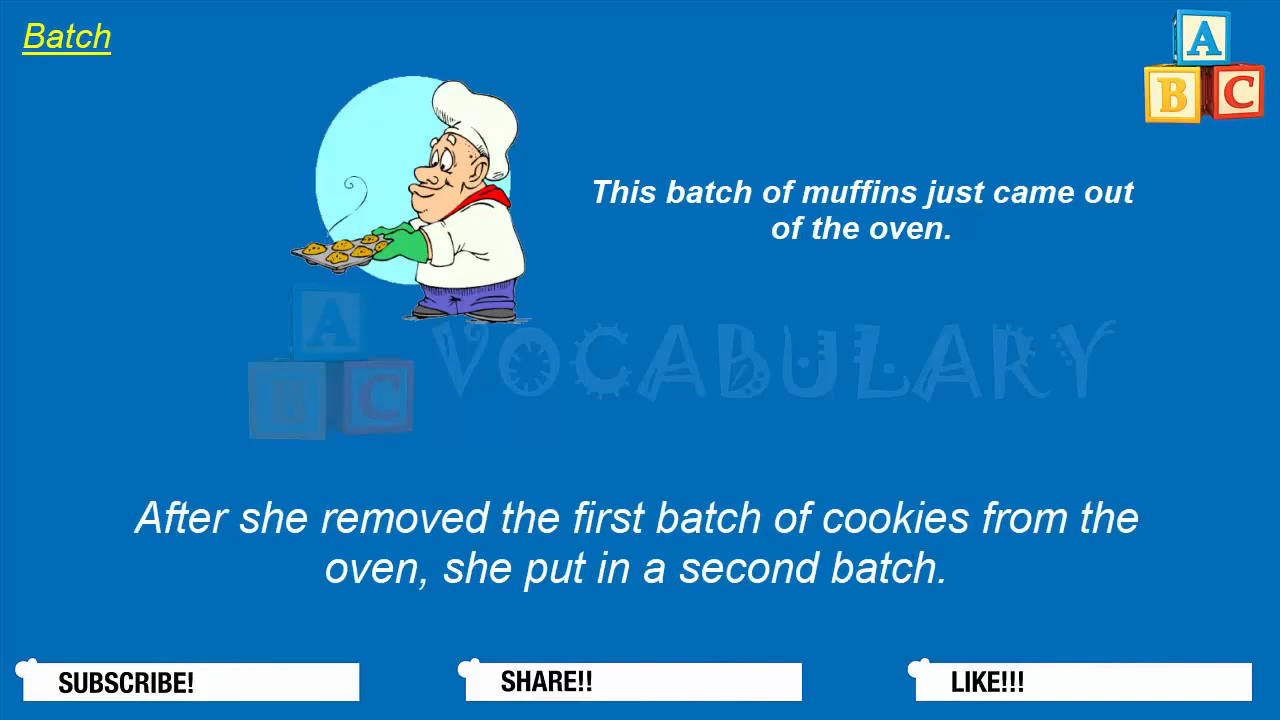 Batch
A
B C
This batch of muffins just came out
of the oven.
A
B C
VOCABULARY
After she removed the first batch of cookies from the
oven, she put in a second batch.
SUBSCRIBE!
SHARE!!
LIKE!!!